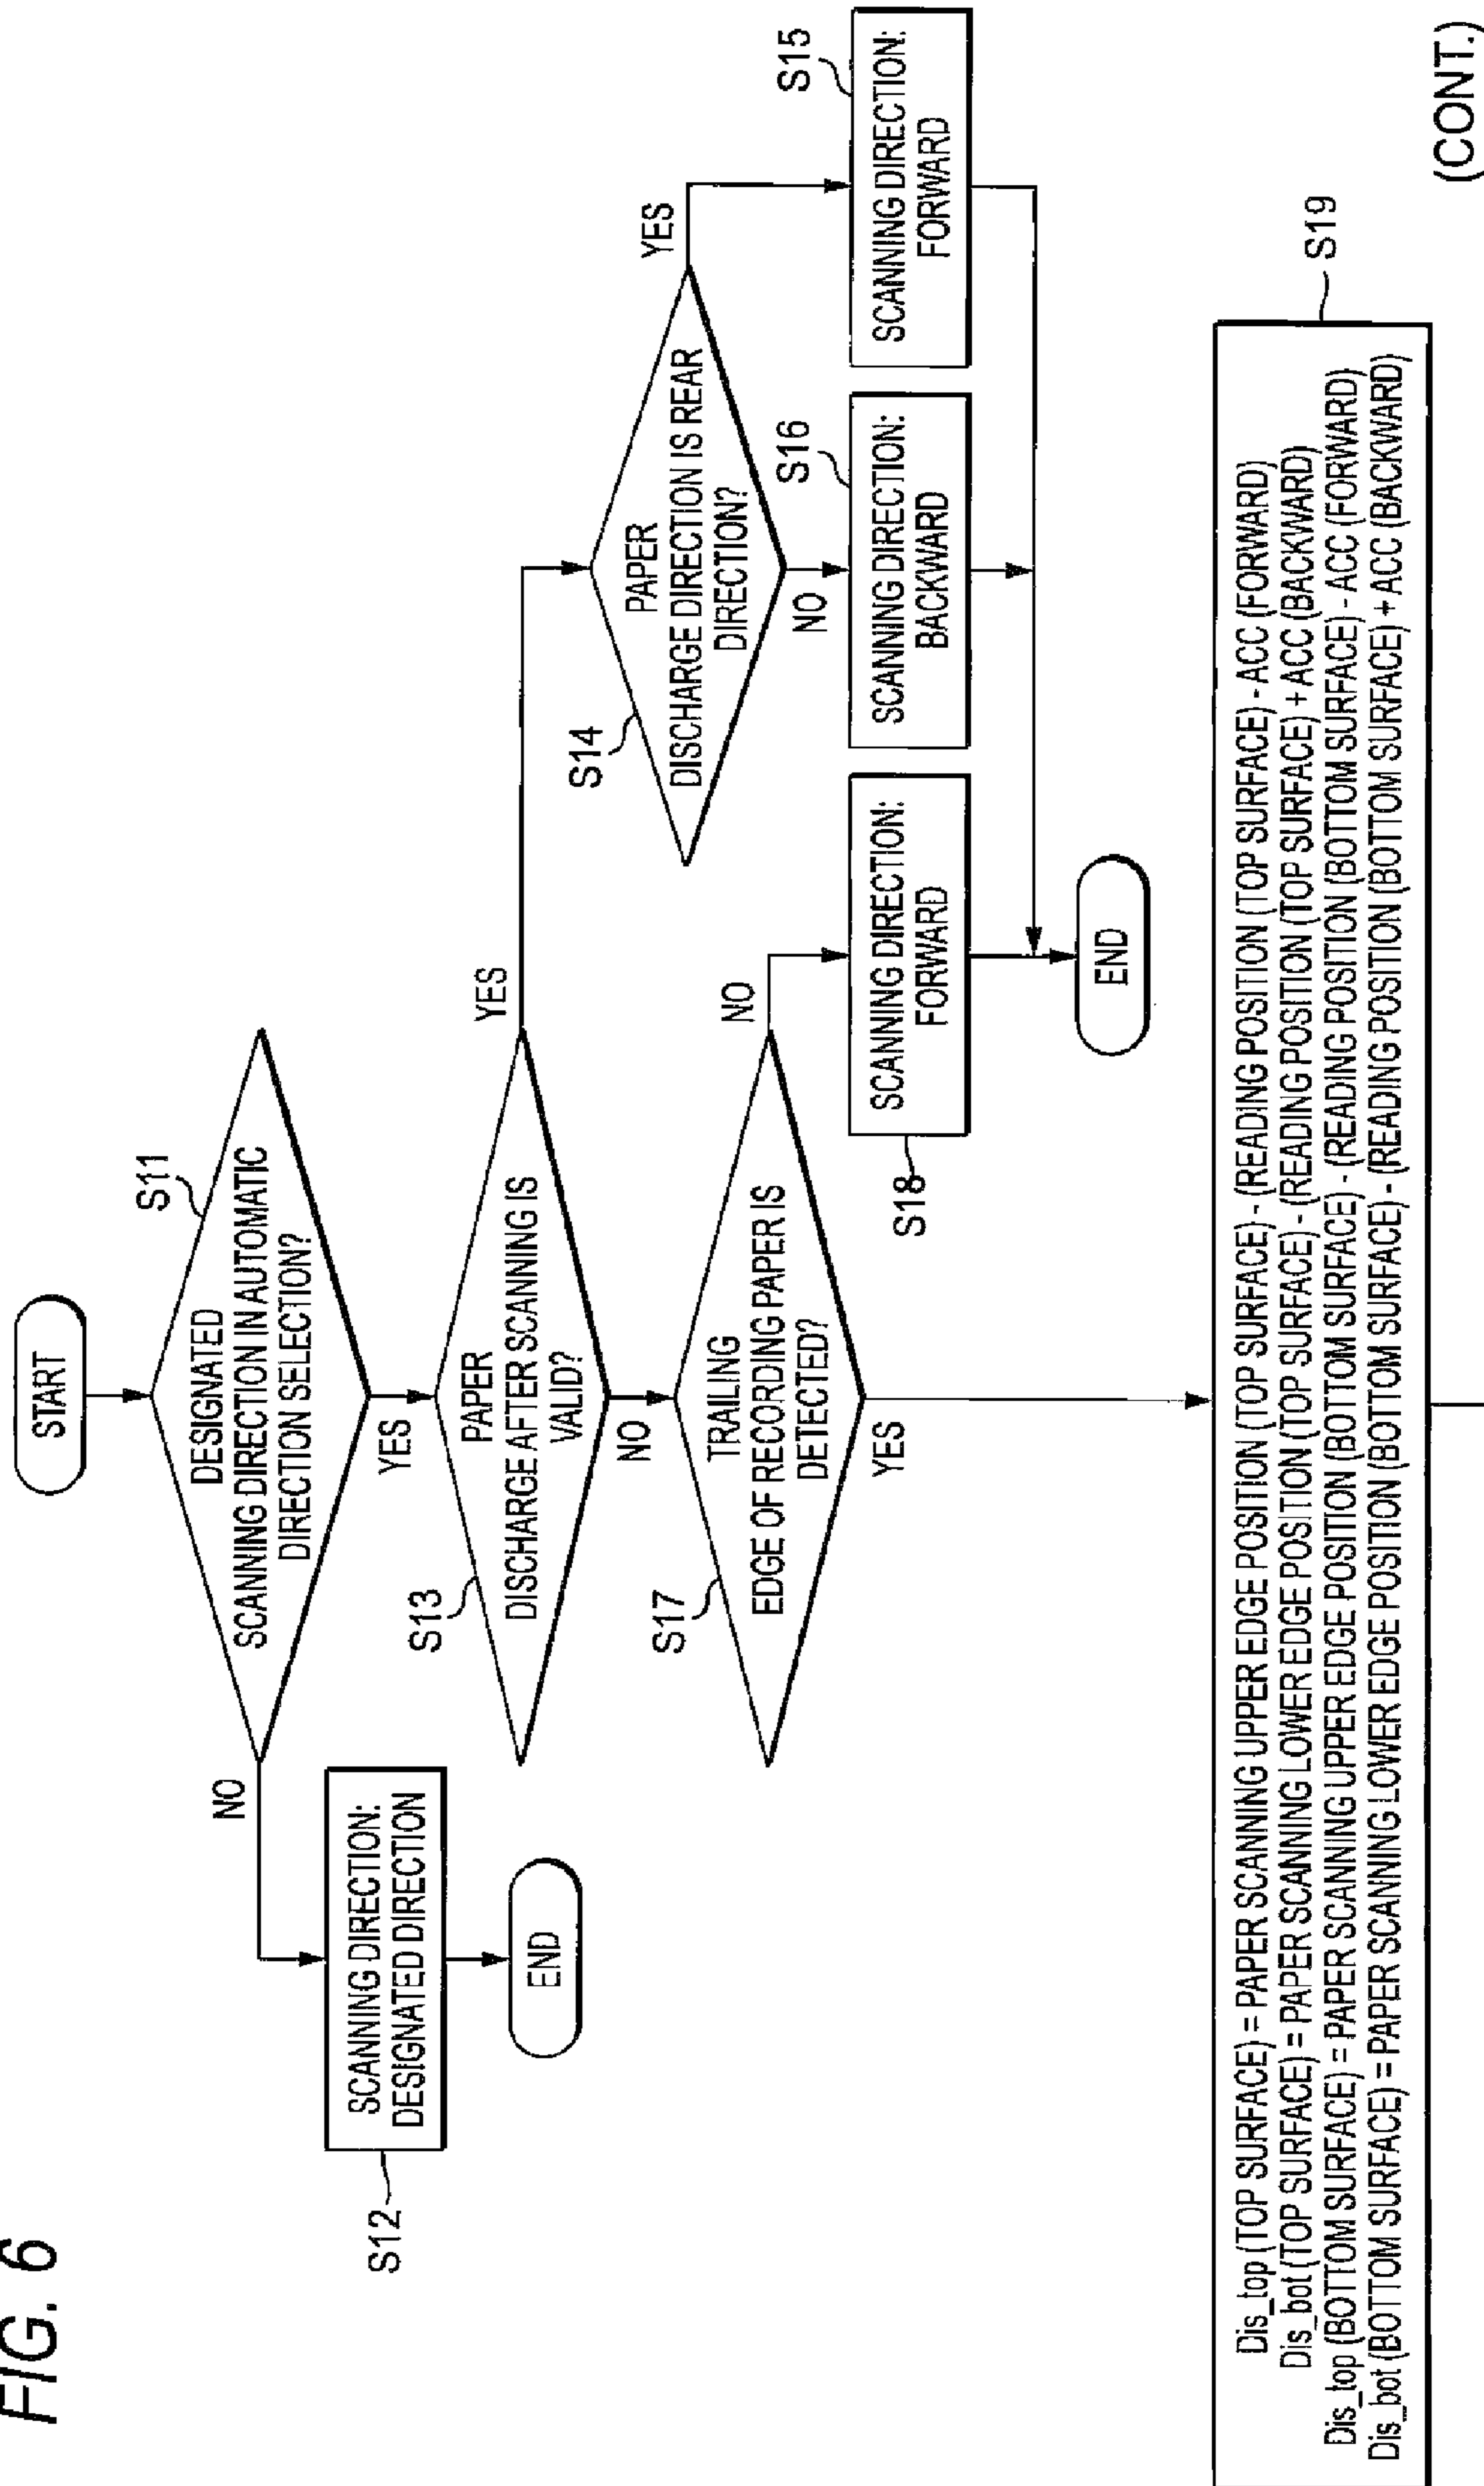 FIG. 6
START
S11
DESIGNATED
SCANNING DIRECTION IN AUTOMATIC
DIRECTION SELECTION?
NO
YES
SCANNING DIRECTION:
DESIGNATED DIRECTION
S12
END
S13
PAPER
DISCHARGE AFTER SCANNING IS
VALID?
YES
NO
S14
PAPER
DISCHARGE DIRECTION IS REAR
DIRECTION?
YES
NO
S15
SCANNING DIRECTION:
FORWARD
S16
SCANNING DIRECTION:
BACKWARD
S17
TRAILING
EDGE OF RECORDING PAPER IS
DETECTED?
NO
YES
S18
SCANNING DIRECTION:
FORWARD
END
S19
Dis_top (TOP SURFACE) = PAPER SCANNING UPPER EDGE POSITION (TOP SURFACE) - (READING POSITION (TOP SURFACE) - ACC (FORWARD)
Dis_bot (TOP SURFACE) = PAPER SCANNING LOWER EDGE POSITION (TOP SURFACE) - (READING POSITION (TOP SURFACE) + ACC (BACKWARD)
Dis_top (BOTTOM SURFACE) = PAPER SCANNING UPPER EDGE POSITION (BOTTOM SURFACE) - (READING POSITION (BOTTOM SURFACE) - ACC (FORWARD)
Dis_bot (BOTTOM SURFACE) = PAPER SCANNING LOWER EDGE POSITION (BOTTOM SURFACE) - (READING POSITION (BOTTOM SURFACE) + ACC (BACKWARD)
(CONT.)